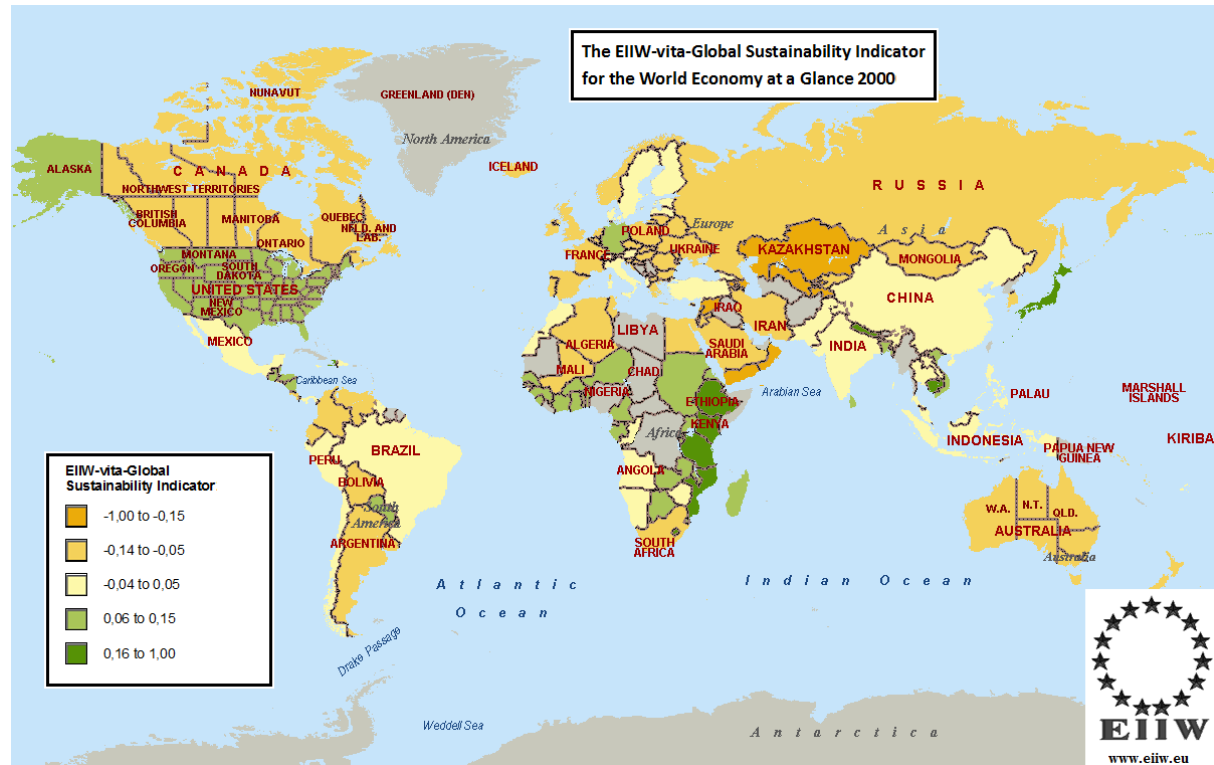 The EIIW-vita-Global Sustainability Indicator
for the World Economy at a Glance 2000
NUNAVUT
GREENLAND (DEN)
North America
ICELAND
ALASKA
C A N A D A
NORTHWEST TERRITORIES
R U S S I A
BRITISH
COLUMBIA
MANITOBA
QUEBEC
NFLD. AND
LAB.
ONTARIO
Europe
POLAND
A s i a
MONTANA
OREGON
SOUTH
DAKOTA
FRANCE
UKRAINE
KAZAKHSTAN
MONGOLIA
UNITED STATES
NEW
MEXICO
CHINA
MEXICO
IRAQ
IRAN
LIBYA
ALGERIA
SAUDI
ARABIA
INDIA
Caribbean Sea
MALI
CHAD
NIGERIA
ETHIOPIA
Arabian Sea
PALAU
MARSHALL
ISLANDS
KENYA
Africa
INDONESIA
KIRIBA
PAPUA NEW
GUINEA
BRAZIL
PERU
ANGOLA
BOLIVIA
South
America
W.A.
N.T.
QLD.
AUSTRALIA
Australia
ARGENTINA
SOUTH
AFRICA
A t l a n t i c
O c e a n
I n d i a n O c e a n
Drake Passage
Weddell Sea
A n t a r c t i c a
EIIW-vita-Global
Sustainability Indicator
-1,00 to -0,15
-0,14 to -0,05
-0,04 to 0,05
0,06 to 0,15
0,16 to 1,00
EIIW
www.eiiw.eu